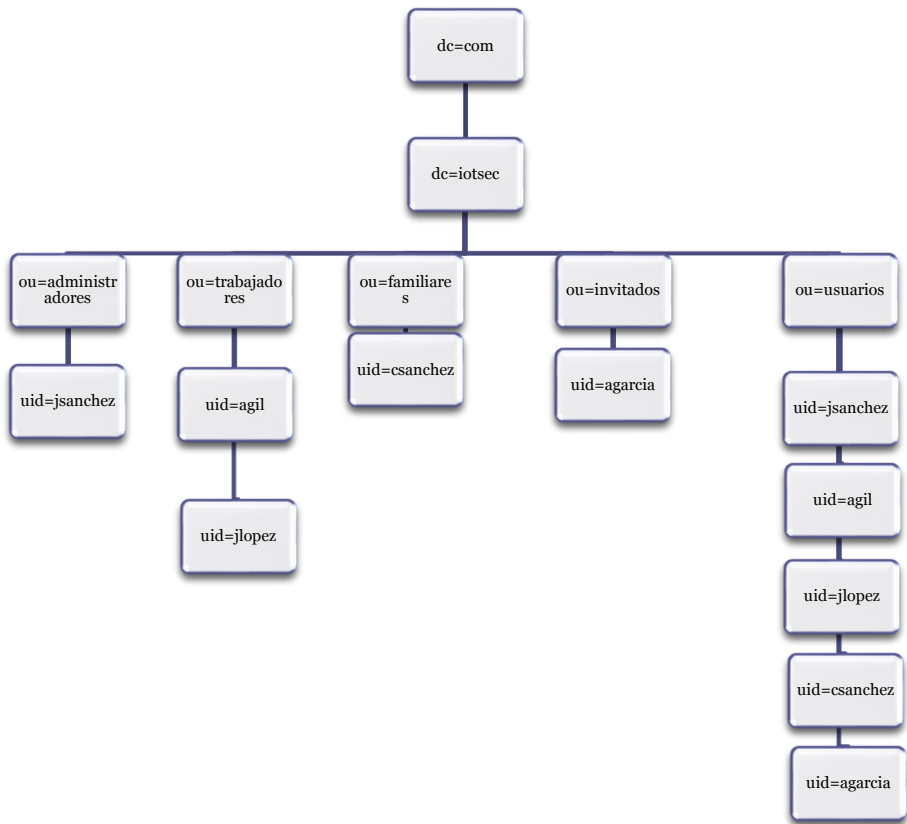 dc=com
dc=iotsec
ou=administr
adores
ou=trabajado
res
ou=familiare
s
ou=invitados
ou=usuarios
uid=jsanchez
uid=agil
uid=jlopez
uid=csanchez
uid=agarcia
uid=jsanchez
uid=agil
uid=jlopez
uid=csanchez
uid=agarcia